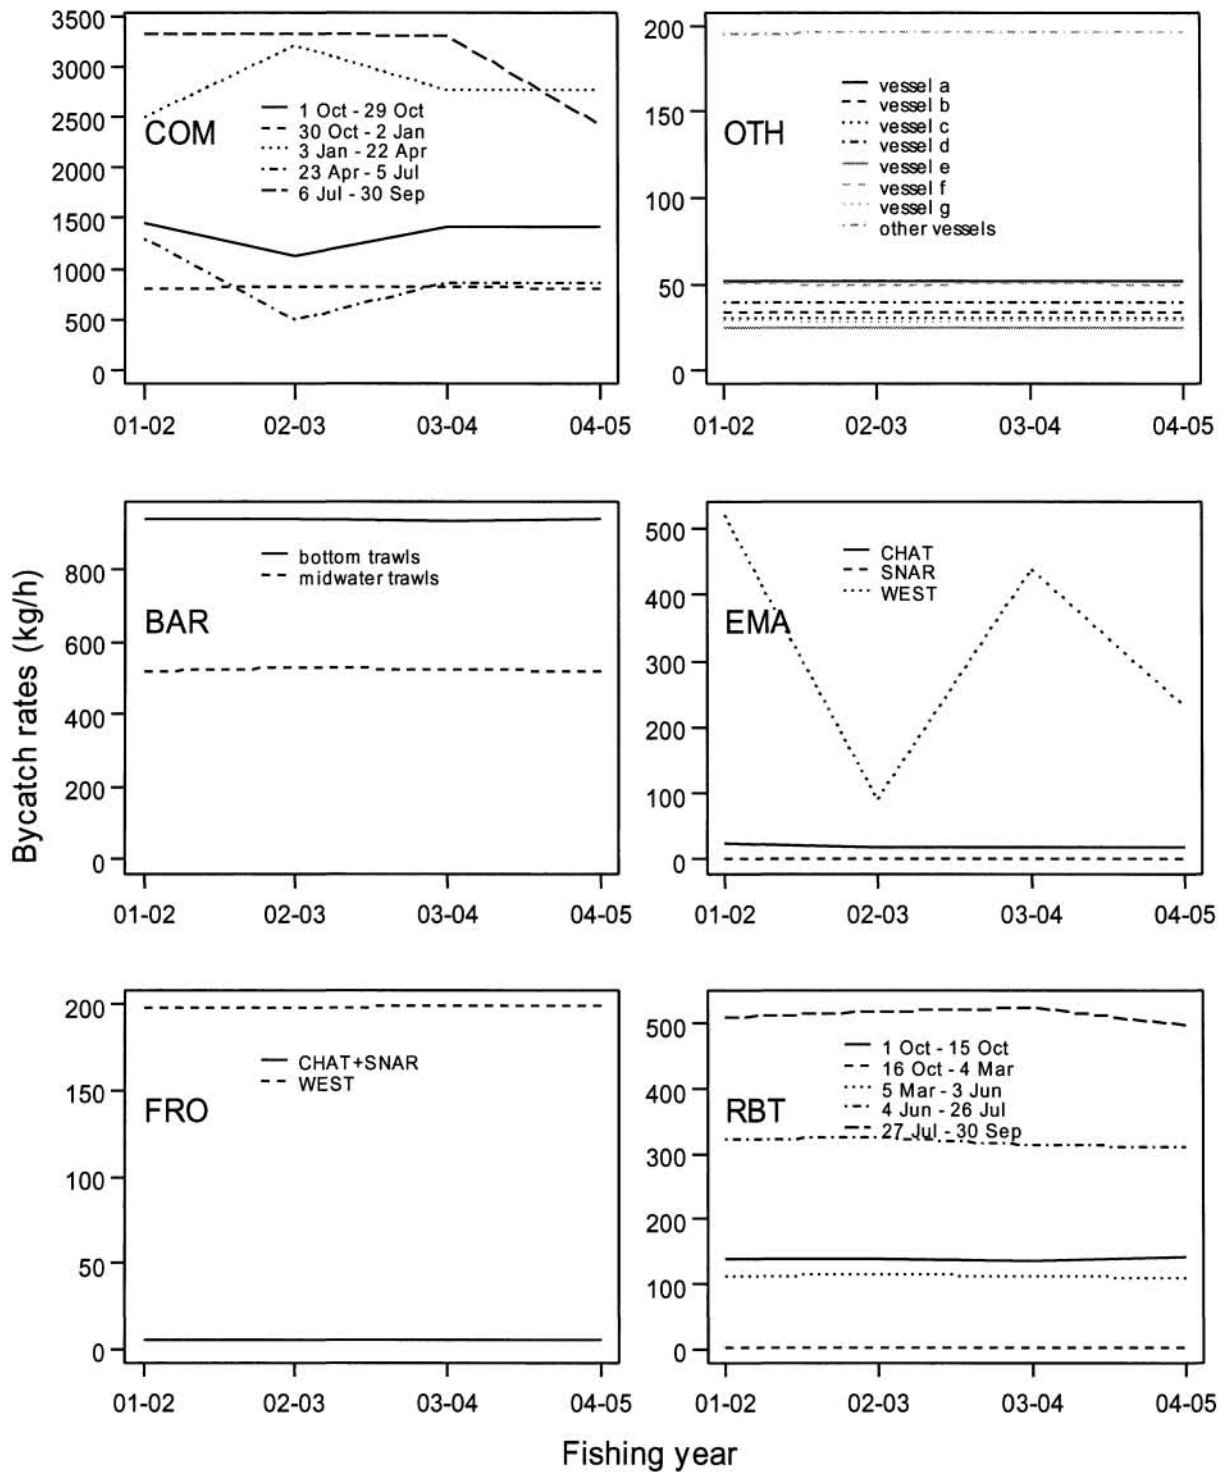 3500
3000
2500
2000
1500
1000
500
0
COM
1 Oct - 29 Oct
30 Oct - 2 Jan
3 Jan - 22 Apr
23 Apr - 5 Jul
6 Jul - 30 Sep
01-02 02-03 03-04 04-05
200
150
100
50
0
OTH
vessel a
vessel b
vessel c
vessel d
vessel e
vessel f
vessel g
other vessels
01-02 02-03 03-04 04-05
Bycatch rates (kg/h)
800
600
400
200
0
BAR
bottom trawls
midwater trawls
01-02 02-03 03-04 04-05
500
400
300
200
100
0
EMA
CHAT
SNAR
WEST
01-02 02-03 03-04 04-05
200
150
100
50
0
FRO
CHAT+SNAR
WEST
01-02 02-03 03-04 04-05
500
400
300
200
100
0
RBT
1 Oct - 15 Oct
16 Oct - 4 Mar
5 Mar - 3 Jun
4 Jun - 26 Jul
27 Jul - 30 Sep
01-02 02-03 03-04 04-05
Fishing year